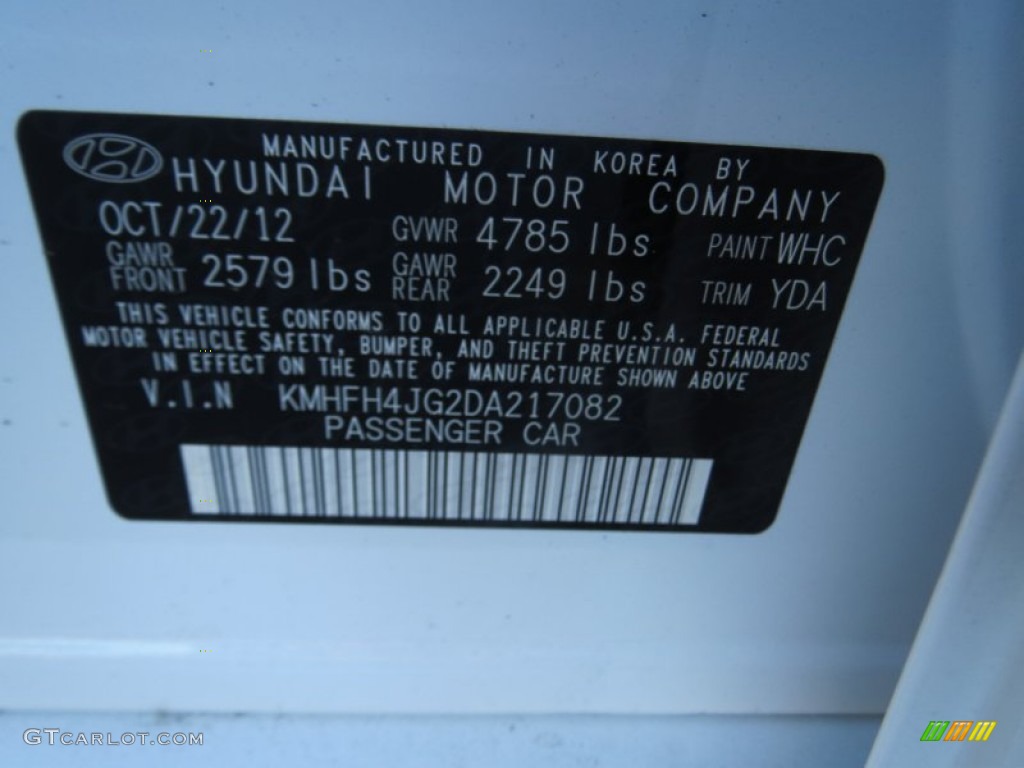 MANUFACTURED IN KOREA BY
HYUNDAI MOTOR COMPANY
OCT/22/12 GVWR 4785 lbs PAINT WHC
GAWR FRONT 2579 lbs GAWR REAR 2249 lbs TRIM YDA
THIS VEHICLE CONFORMS TO ALL APPLICABLE U.S.A. FEDERAL
MOTOR VEHICLE SAFETY, BUMPER, AND THEFT PREVENTION STANDARDS
IN EFFECT ON THE DATE OF MANUFACTURE SHOWN ABOVE
V.I.N KMHFH4JG2DA217082
PASSENGER CAR
GTCARLOT.COM